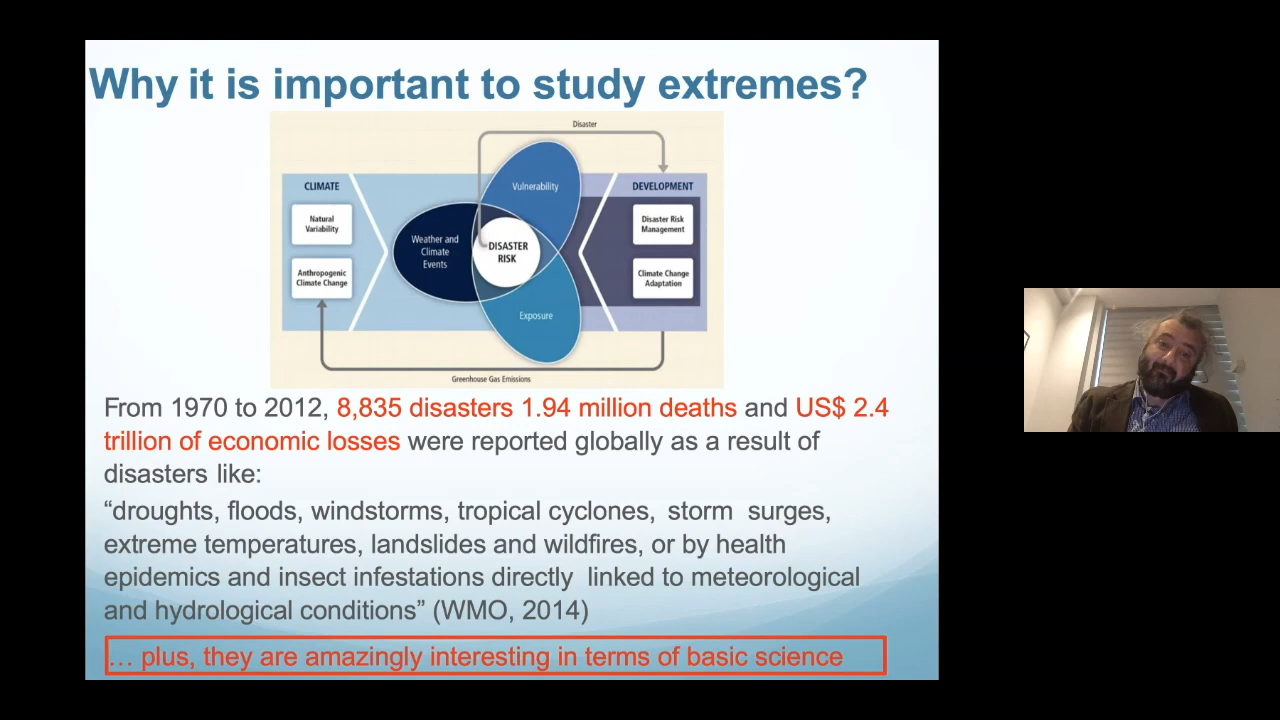 Why it is important to study extremes?
Disaster
CLIMATE
Natural
Variability
Anthropogenic
Climate Change
Weather and
Climate
Events
Vulnerability
DISASTER
RISK
Exposure
DEVELOPMENT
Disaster Risk
Management
Climate Change
Adaptation
Greenhouse Gas Emissions
From 1970 to 2012, 8,835 disasters 1.94 million deaths and US$ 2.4
trillion of economic losses were reported globally as a result of
disasters like:
“droughts, floods, windstorms, tropical cyclones, storm surges,
extreme temperatures, landslides and wildfires, or by health
epidemics and insect infestations directly linked to meteorological
and hydrological conditions” (WMO, 2014)
… plus, they are amazingly interesting in terms of basic science